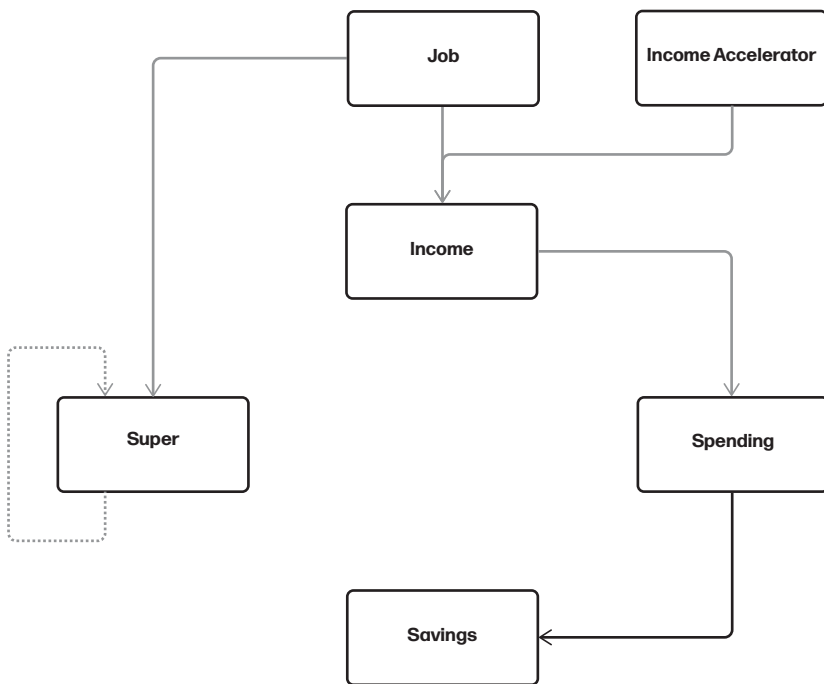 Job
Income Accelerator
Income
Super
Spending
Savings